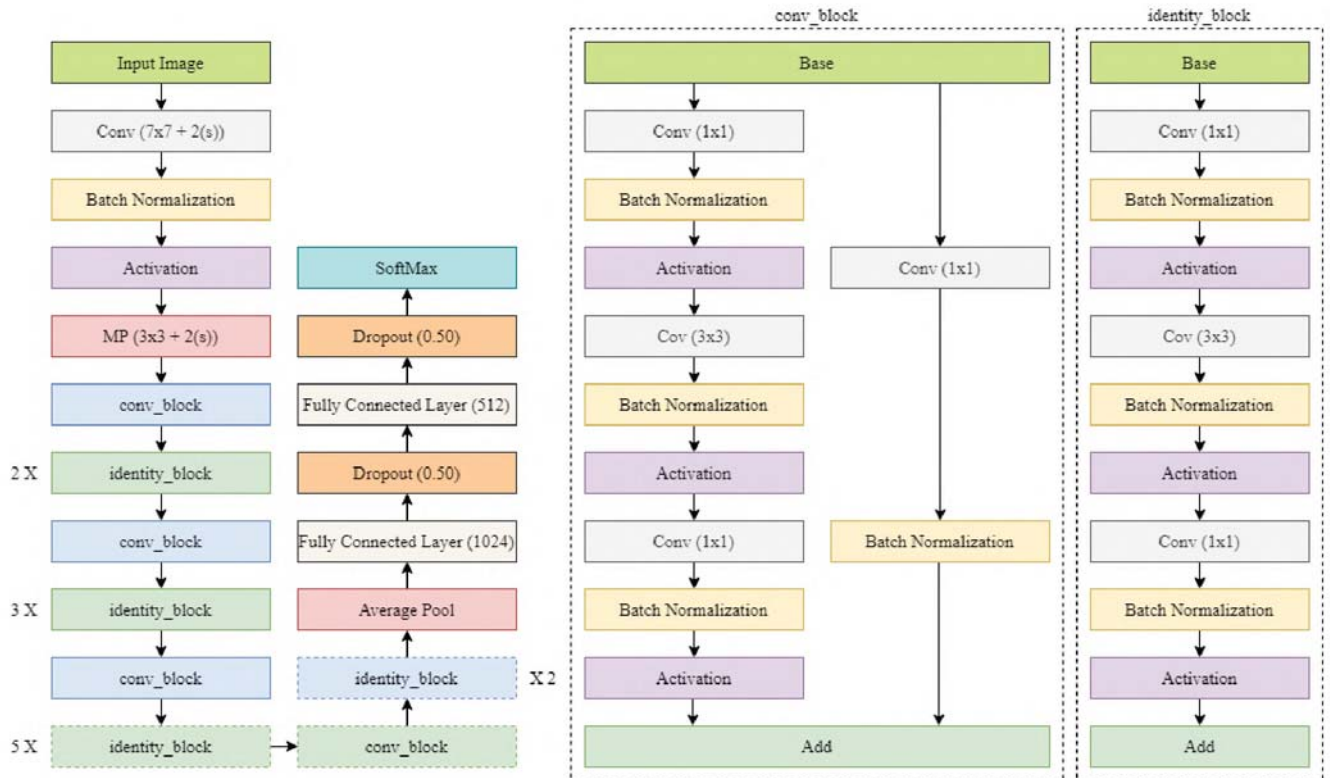 Input Image
Conv (7x7 + 2(s))
Batch Normalization
Activation
MP (3x3 + 2(s))
conv_block
2 X
identity_block
conv_block
3 X
identity_block
conv_block
5 X
identity_block
SoftMax
Dropout (0.50)
Fully Connected Layer (512)
Dropout (0.50)
Fully Connected Layer (1024)
Average Pool
identity_block
X 2
conv_block
conv_block
Base
Conv (1x1)
Batch Normalization
Activation
Cov (3x3)
Batch Normalization
Activation
Conv (1x1)
Batch Normalization
Activation
Conv (1x1)
Batch Normalization
Add
identity_block
Base
Conv (1x1)
Batch Normalization
Activation
Cov (3x3)
Batch Normalization
Activation
Conv (1x1)
Batch Normalization
Activation
Add